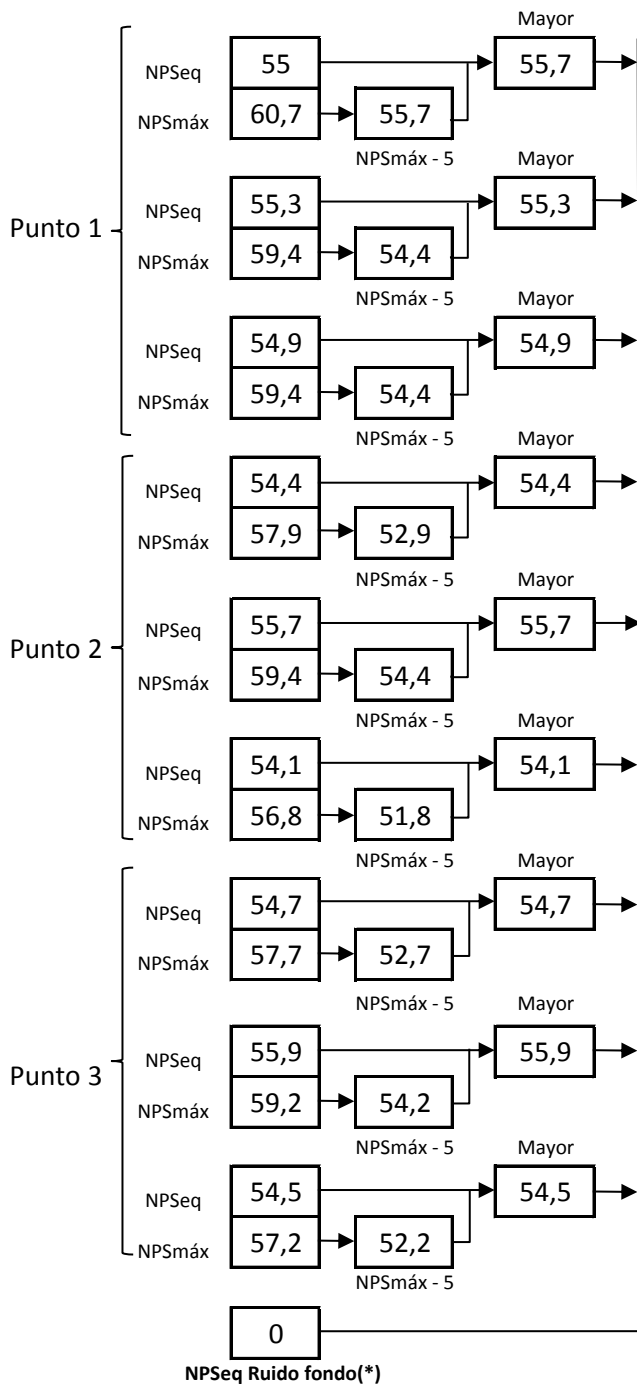 Mayor
NPSeq 55 55,7
NPSmáx 60,7 55,7
NPSmáx - 5
Mayor
Punto 1
NPSeq 55,3 55,3
NPSmáx 59,4 54,4
NPSmáx - 5
Mayor
NPSeq 54,9 54,9
NPSmáx 59,4 54,4
NPSmáx - 5
Mayor
NPSeq 54,4 54,4
NPSmáx 57,9 52,9
NPSmáx - 5
Mayor
Punto 2
NPSeq 55,7 55,7
NPSmáx 59,4 54,4
NPSmáx - 5
Mayor
NPSeq 54,1 54,1
NPSmáx 56,8 51,8
NPSmáx - 5
Mayor
NPSeq 54,7 54,7
NPSmáx 57,7 52,7
NPSmáx - 5
Mayor
Punto 3
NPSeq 55,9 55,9
NPSmáx 59,2 54,2
NPSmáx - 5
Mayor
NPSeq 54,5 54,5
NPSmáx 57,2 52,2
NPSmáx - 5
0
NPSeq Ruido fondo(*)